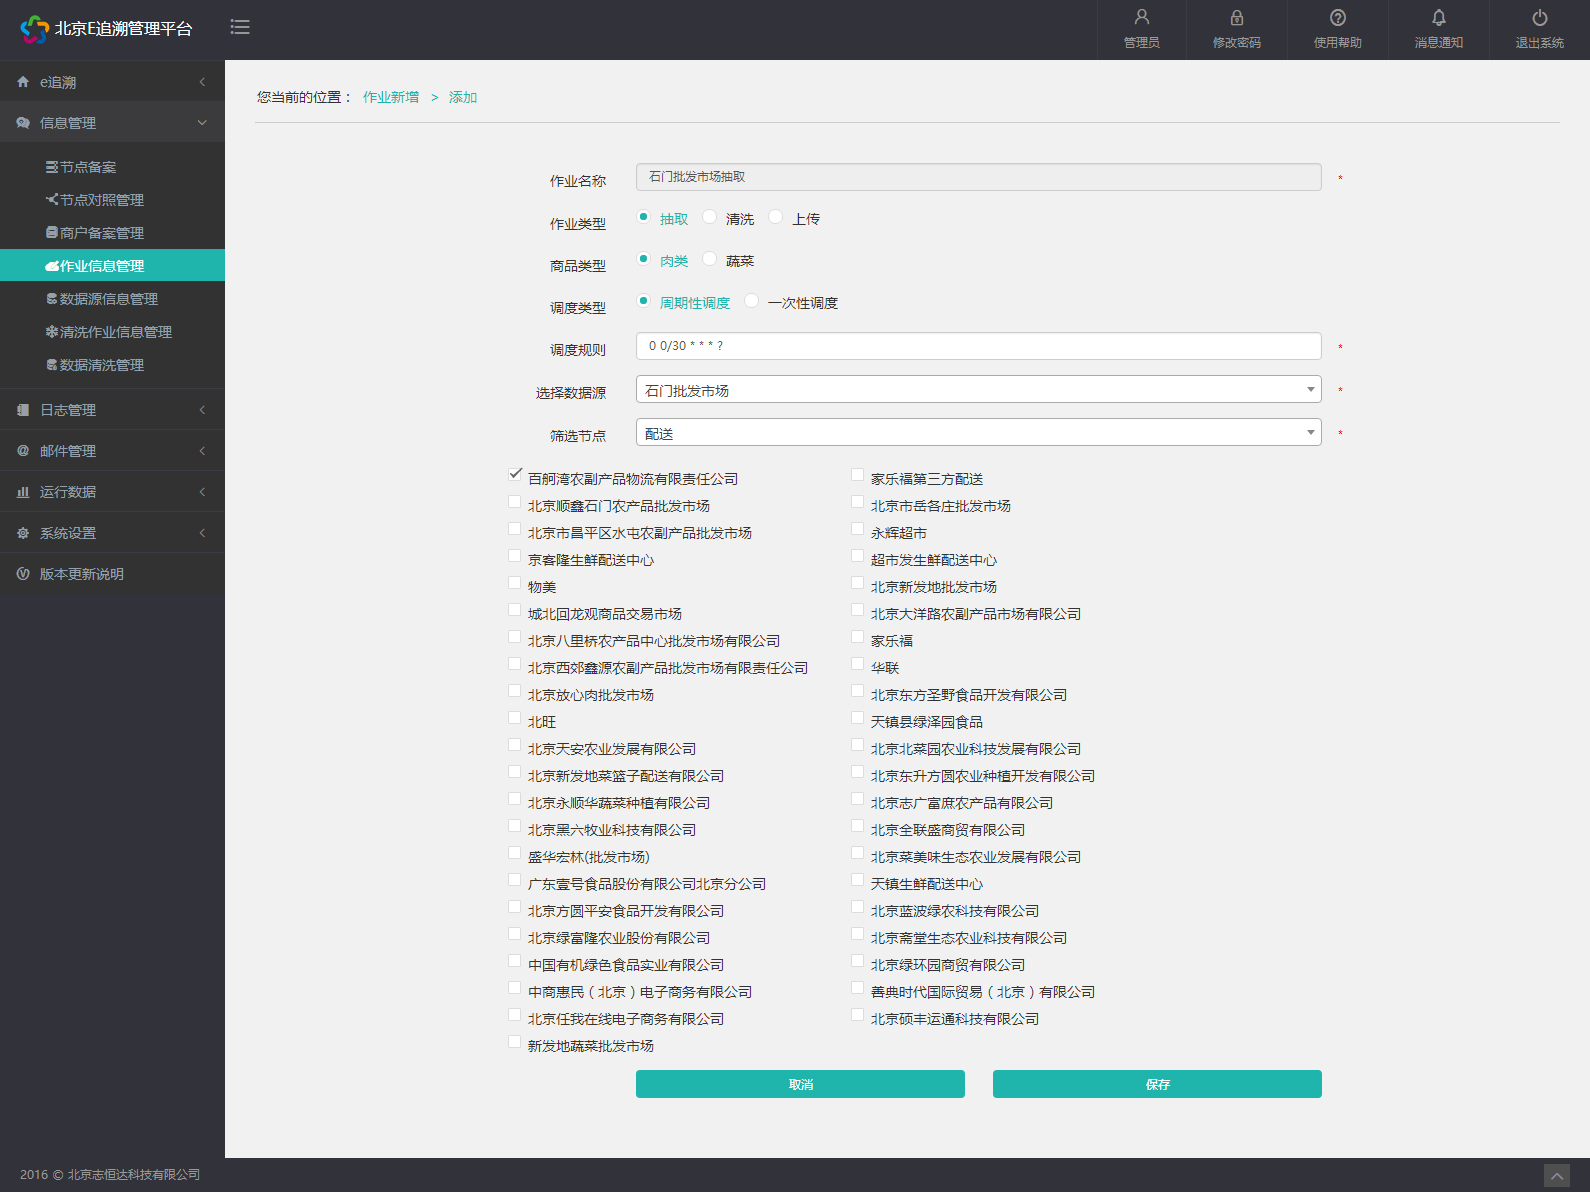 北京E追溯管理平台
管理员
修改密码
使用帮助
消息通知
退出系统
e追溯
信息管理
节点备案
节点对照管理
商户备案管理
作业信息管理
数据源信息管理
清洗作业信息管理
数据清洗管理
日志管理
邮件管理
运行数据
系统设置
版本更新说明
您当前的位置： 作业新增 > 添加
作业名称 石门批发市场抽取 *
作业类型 抽取 清洗 上传
商品类型 肉类 蔬菜
调度类型 周期性调度 一次性调度
调度规则 0 0/30 * * * ? *
选择数据源 石门批发市场 *
筛选节点 配送 *
百舸湾农副产品物流有限责任公司 家乐福第三方配送
北京顺鑫石门农产品批发市场 北京市岳各庄批发市场
北京市昌平区水屯农副产品批发市场 永辉超市
京客隆生鲜配送中心 超市发生鲜配送中心
物美 北京新发地批发市场
城北回龙观商品交易市场 北京大洋路农副产品市场有限公司
北京八里桥农产品中心批发市场有限公司 家乐福
北京西郊鑫源农副产品批发市场有限责任公司 华联
北京放心肉批发市场 北京东方圣野食品开发有限公司
北旺 天镇县绿泽园食品
北京天安农业发展有限公司 北京北菜园农业科技发展有限公司
北京新发地菜篮子配送有限公司 北京东升方圆农业种植开发有限公司
北京永顺华蔬菜种植有限公司 北京志广富庶农产品有限公司
北京黑六牧业科技有限公司 北京全联盛商贸有限公司
盛华宏林(批发市场) 北京菜美味生态农业发展有限公司
广东壹号食品股份有限公司北京分公司 天镇生鲜配送中心
北京方圆平安食品开发有限公司 北京蓝波绿农科技有限公司
北京绿富隆农业股份有限公司 北京斋堂生态农业科技有限公司
中国有机绿色食品实业有限公司 北京绿环园商贸有限公司
中商惠民（北京）电子商务有限公司 善典时代国际贸易（北京）有限公司
北京任我在线电子商务有限公司 北京硕丰运通科技有限公司
新发地蔬菜批发市场
取消 保存
2016 © 北京志恒达科技有限公司